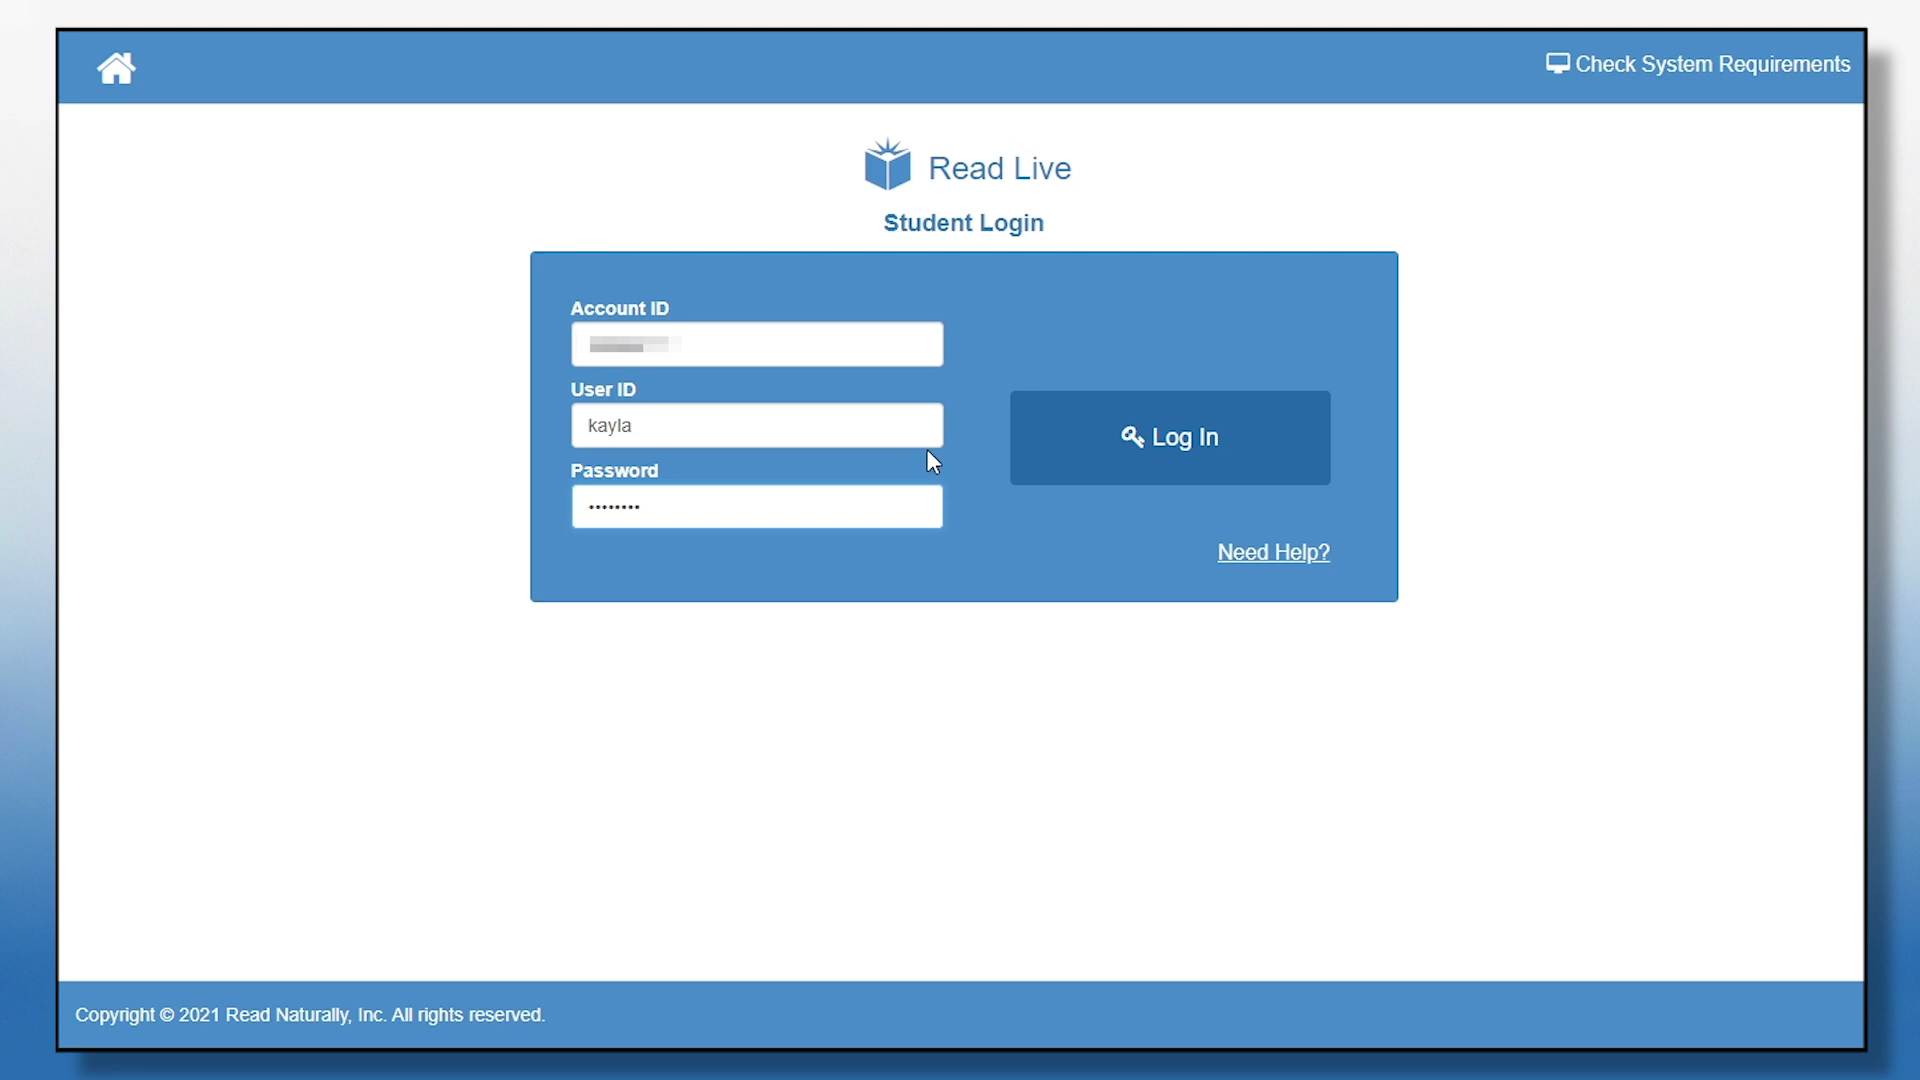 Check System Requirements
Read Live
Student Login
Account ID
User ID
kayla
Log In
Password
••••••••
Need Help?
Copyright © 2021 Read Naturally, Inc. All rights reserved.